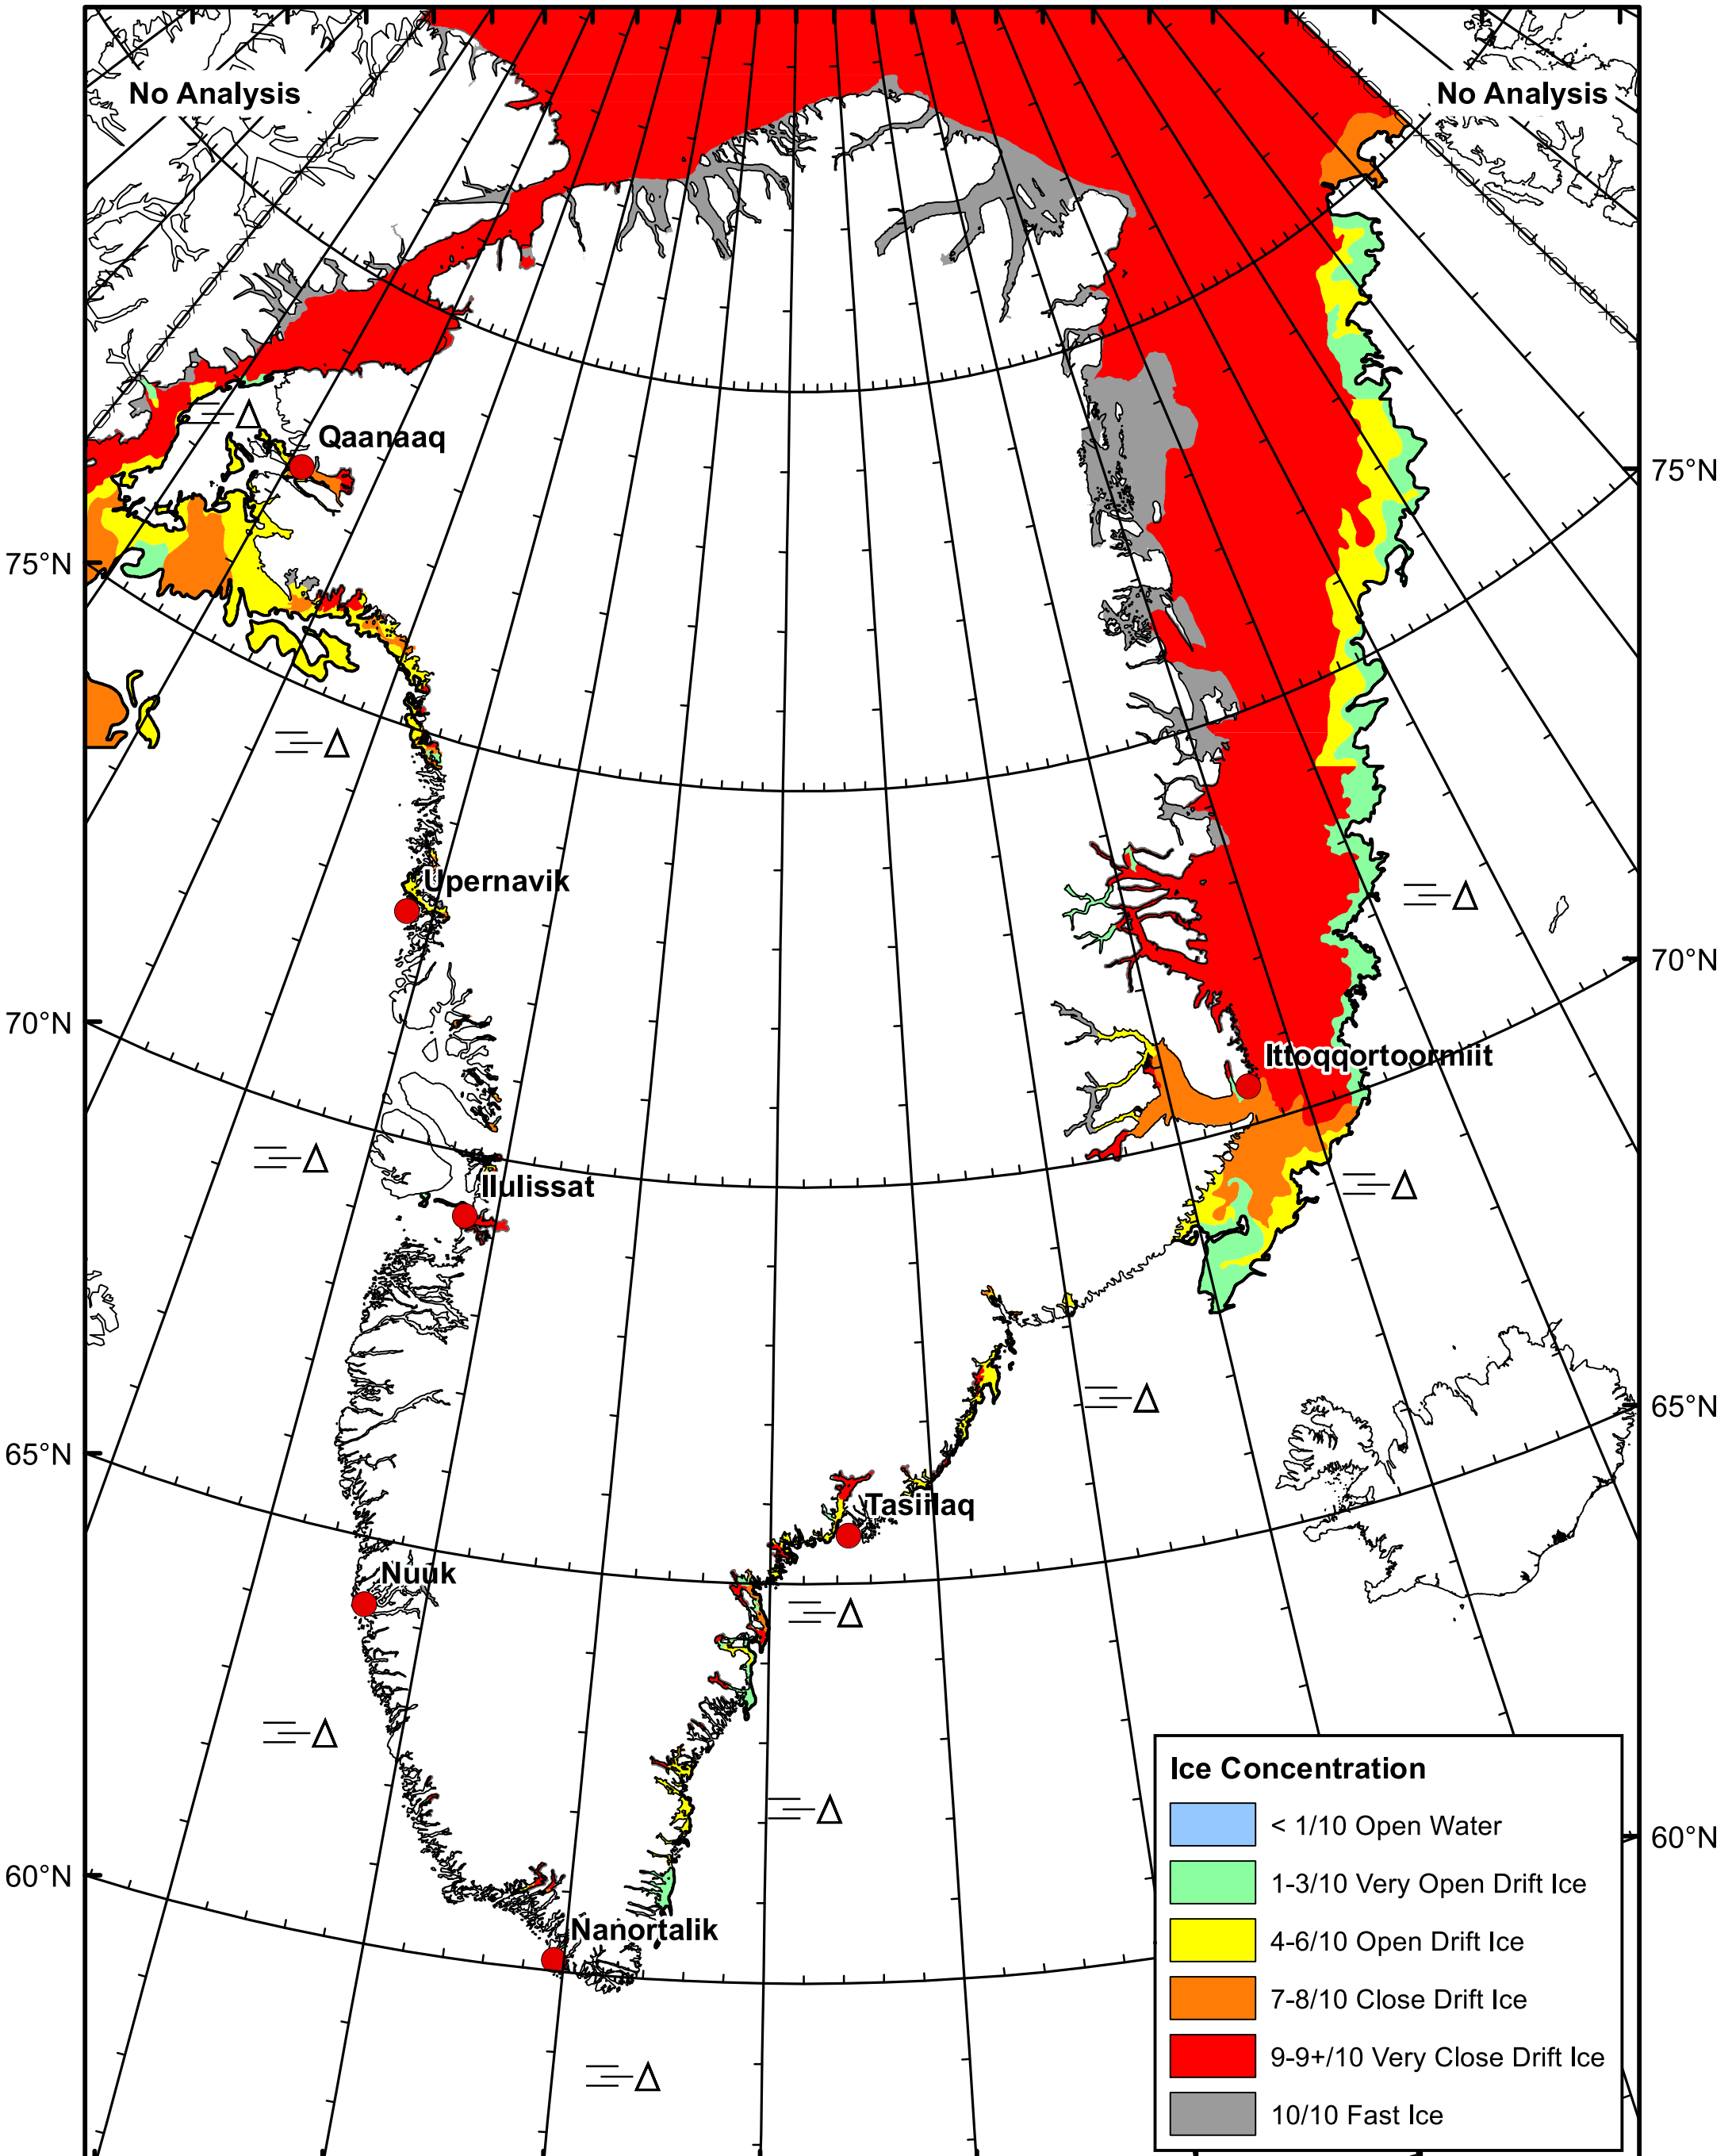 No Analysis
No Analysis
Qaanaaq
75°N
75°N
Upernavik
70°N
70°N
Ittoqqortoormiit
Ilulissat
65°N
65°N
Tasiilaq
Nuuk
60°N
60°N
Nanortalik
Ice Concentration
< 1/10 Open Water
1-3/10 Very Open Drift Ice
4-6/10 Open Drift Ice
7-8/10 Close Drift Ice
9-9+/10 Very Close Drift Ice
10/10 Fast Ice